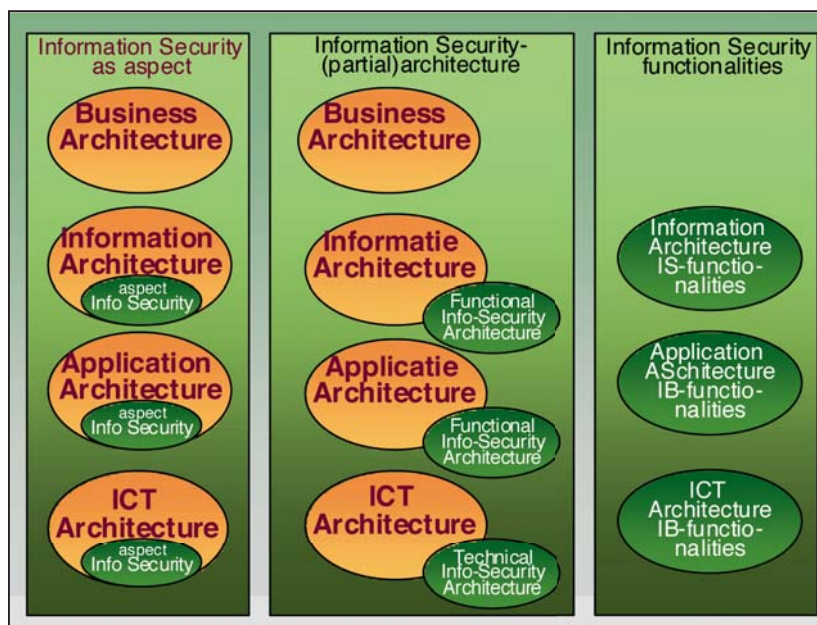 Information Security
as aspect
Business
Architecture
Information
Architecture
aspect
Info Security
Application
Architecture
aspect
Info Security
ICT
Architecture
aspect
Info Security
Information Security-
(partial)architecture
Business
Architecture
Informatie
Architecture
Functional
Info-Security
Architecture
Applicatie
Architecture
Functional
Info-Security
Architecture
ICT
Architecture
Technical
Info-Security
Architecture
Information Security
functionalities
Information
Architecture
IS-functio-
nalities
Application
ASchitecture
IB-functio-
nalities
ICT
Architecture
IB-functio-
nalities